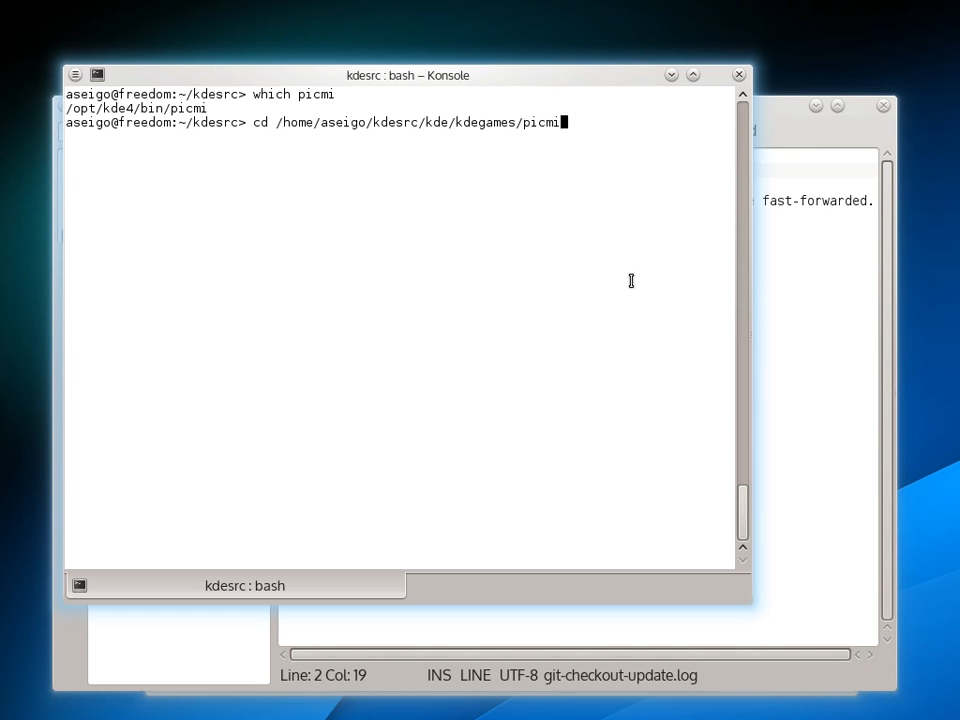 kdesrc : bash – Konsole
aseigo@freedom:~/kdesrc> which picmi
/opt/kde4/bin/picmi
aseigo@freedom:~/kdesrc> cd /home/aseigo/kdesrc/kde/kdegames/picmi
fast-forwarded.
kdesrc : bash
Line: 2 Col: 19 INS LINE UTF-8 git-checkout-update.log